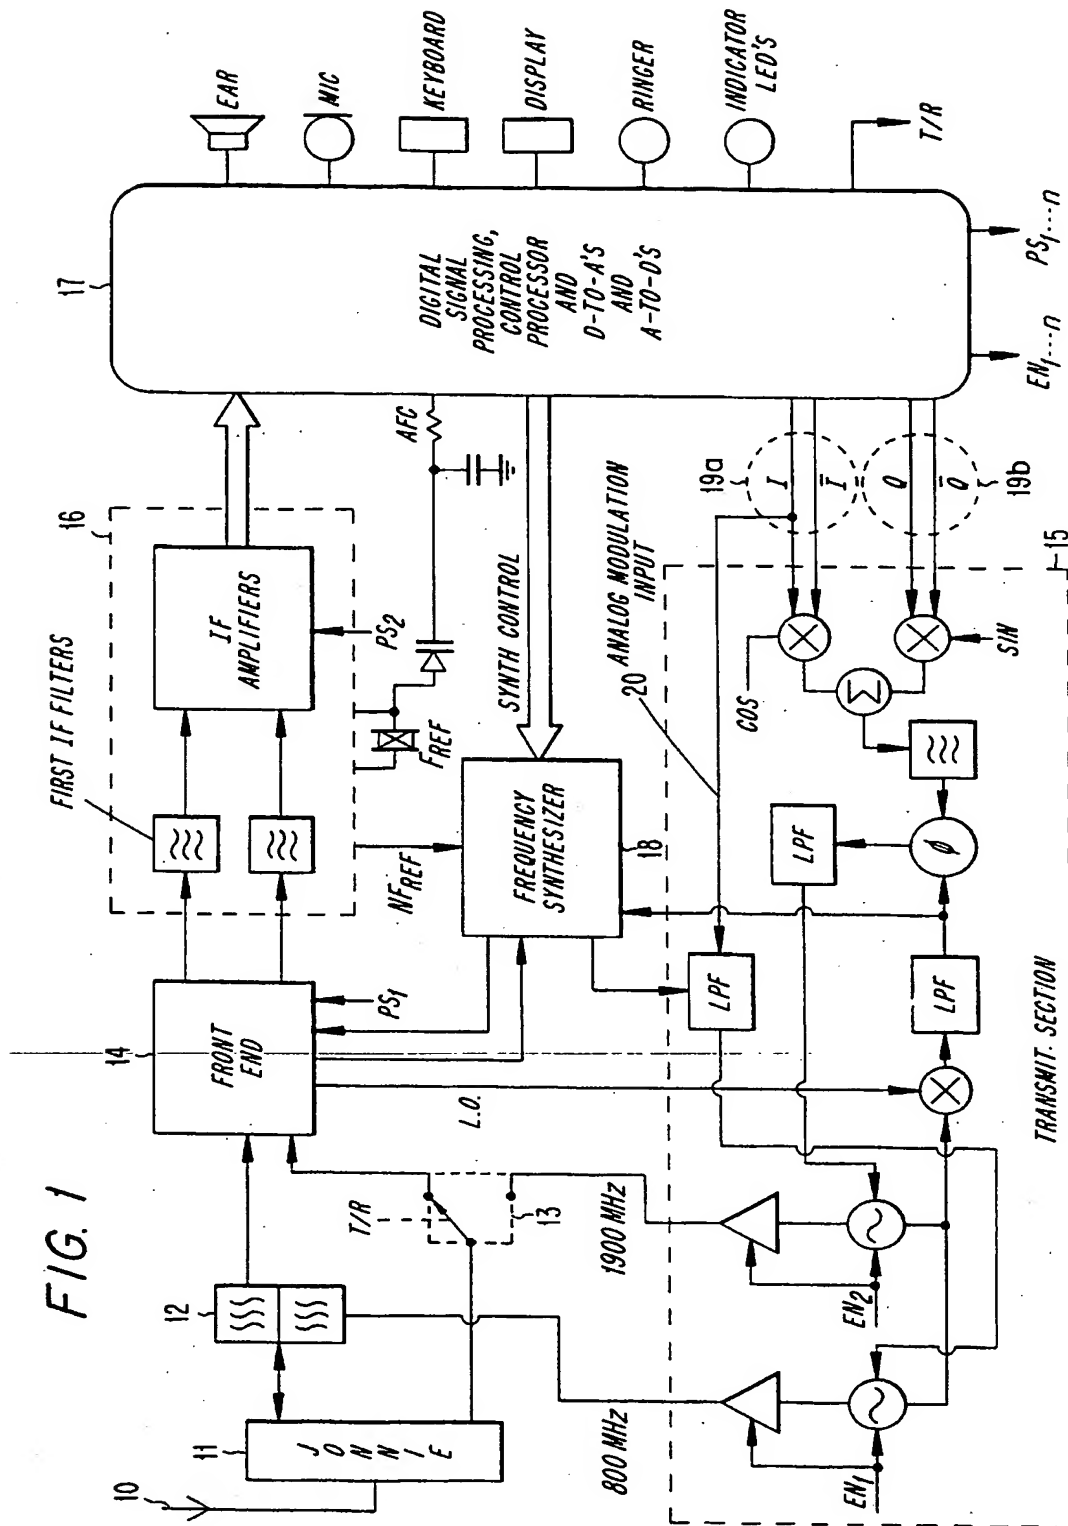 FIG. 1
10
11
JONNIE
12
T/R
13
14
FRONT
END
PS1
L.O.
FIRST IF FILTERS
16
IF
AMPLIFIERS
PS2
NFREF
FREF
AFC
17
DIGITAL
SIGNAL
PROCESSING,
CONTROL
PROCESSOR
AND
D-TO-A'S
AND
A-TO-D'S
EAR
MIC
KEYBOARD
DISPLAY
RINGER
INDICATOR
LED'S
T/R
PS1...n
EN1...n
SYNTH CONTROL
FREQUENCY
SYNTHESIZER
18
20
ANALOG MODULATION
INPUT
19a
I
Ī
Q
Q̄
19b
15
COS
SIN
Σ
Φ
LPF
LPF
LPF
800 MHz
1900 MHz
EN1
EN2
TRANSMIT. SECTION